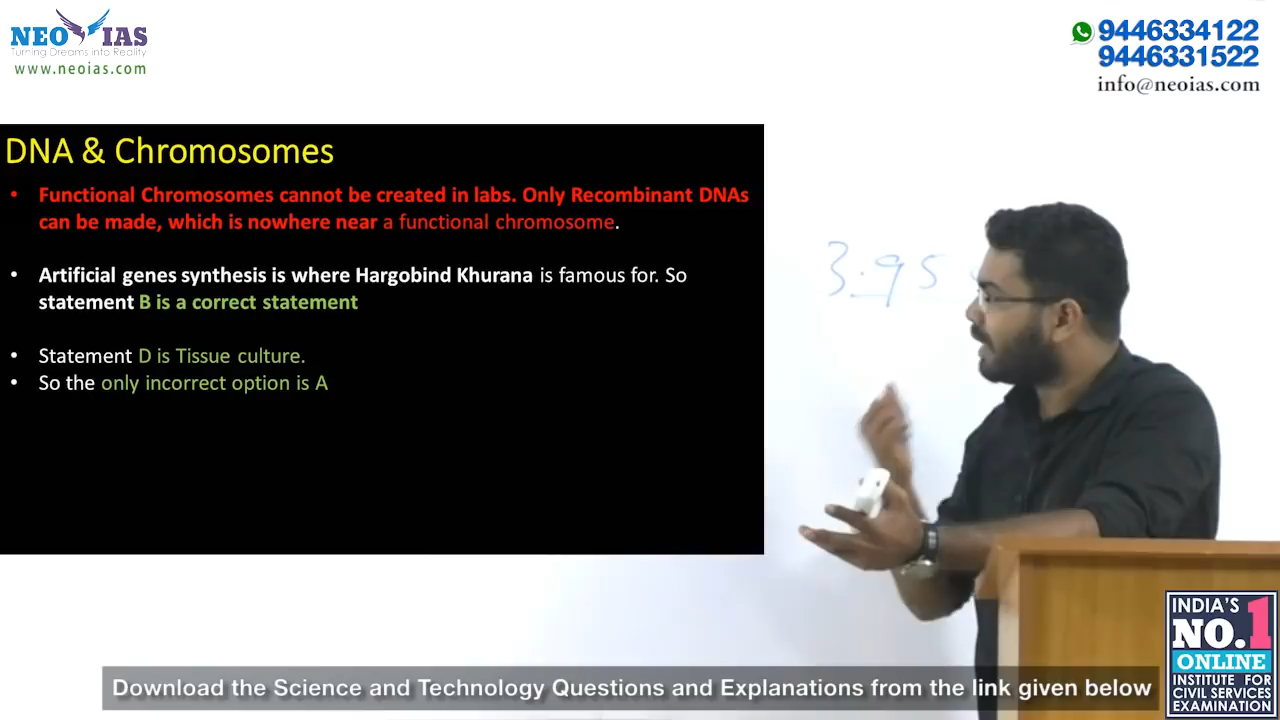 NEO IAS
Turning Dreams into Reality
www.neoias.com
9446334122
9446331522
info@neoias.com
DNA & Chromosomes
• Functional Chromosomes cannot be created in labs. Only Recombinant DNAs
can be made, which is nowhere near a functional chromosome.
• Artificial genes synthesis is where Hargobind Khurana is famous for. So
statement B is a correct statement
• Statement D is Tissue culture.
• So the only incorrect option is A
3.95
INDIA'S
NO.1
ONLINE
INSTITUTE FOR
CIVIL SERVICES
EXAMINATION
Download the Science and Technology Questions and Explanations from the link given below